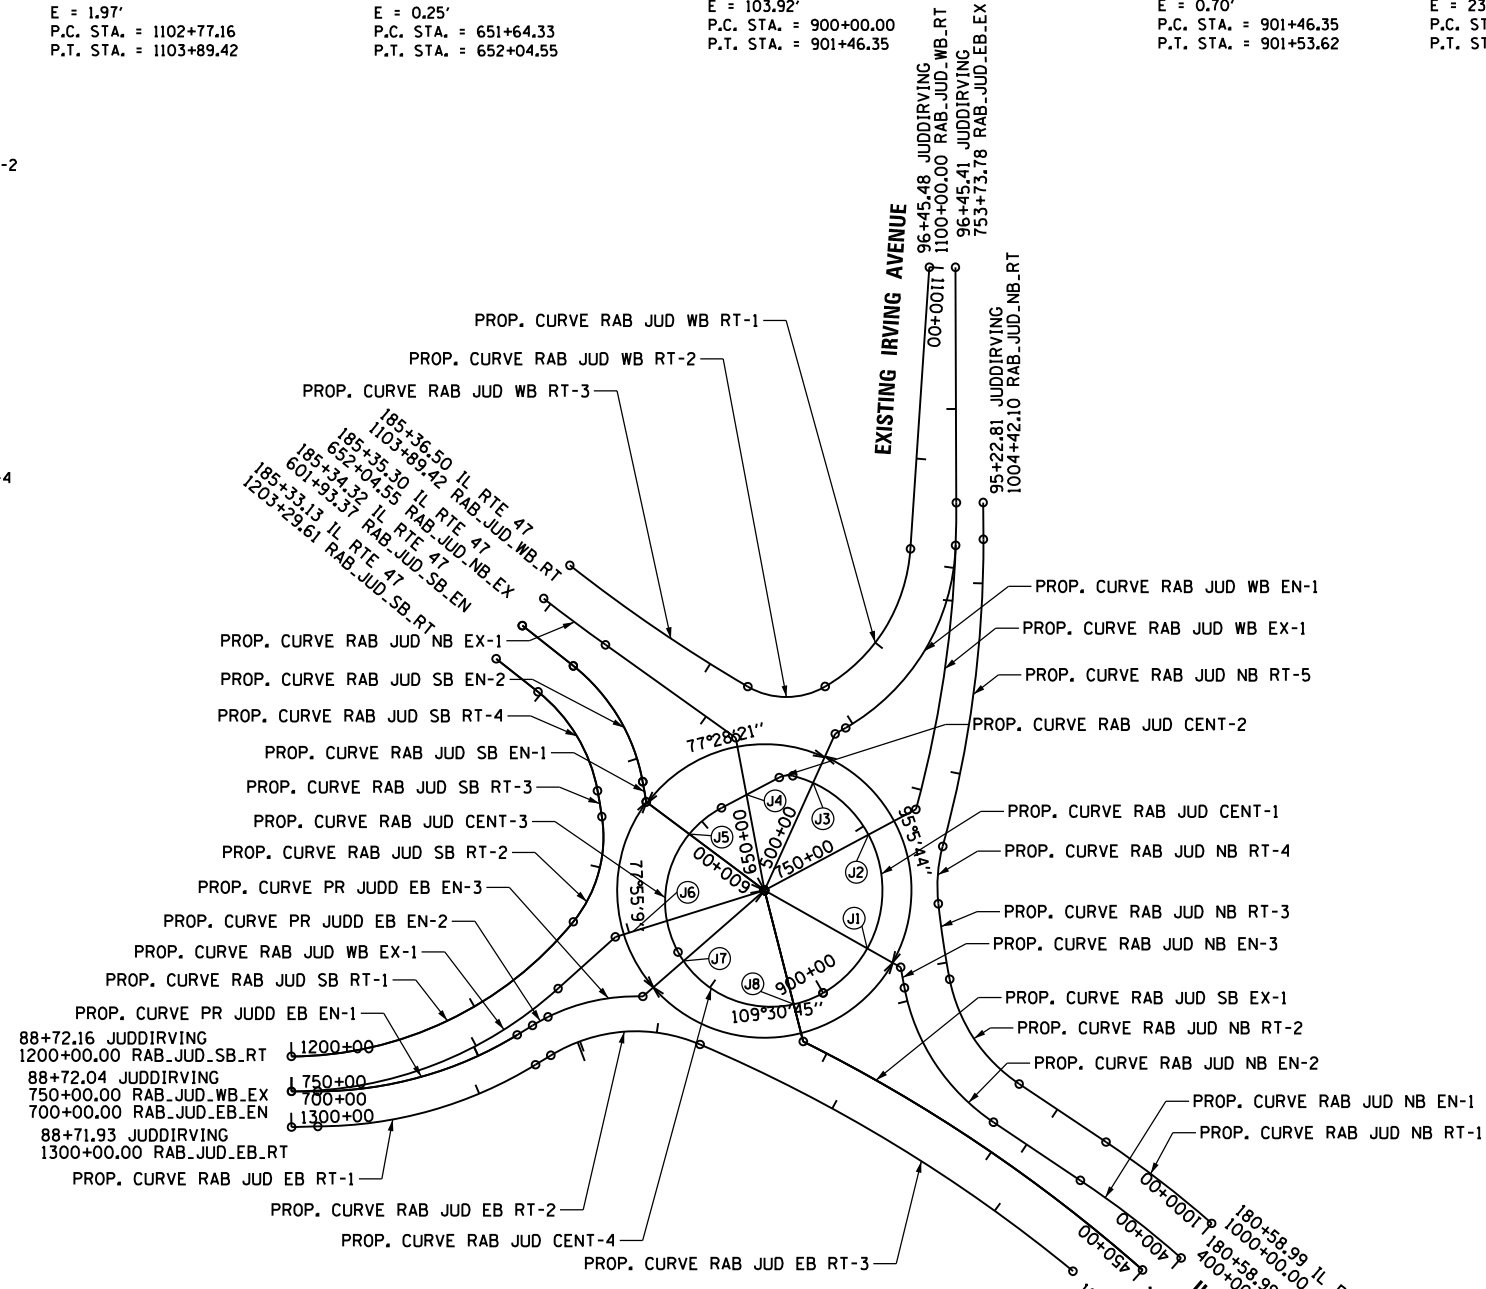 E = 1.97'
P.C. STA. = 1102+77.16
P.T. STA. = 1103+89.42
E = 0.25'
P.C. STA. = 651+64.33
P.T. STA. = 652+04.55
E = 103.92'
P.C. STA. = 900+00.00
P.T. STA. = 901+46.35
E = 0.70'
P.C. STA. = 901+46.35
P.T. STA. = 901+53.62
E = 23
P.C. ST
P.T. ST
-2
-4
96+45.48 JUDDIRVING
1100+00.00 RAB_JUD_WB_RT
96+45.41 JUDDIRVING
753+73.78 RAB_JUD_EB_EX
EXISTING IRVING AVENUE
1100+00
95+22.81 JUDDIRVING
1004+42.10 RAB_JUD_NB_RT
PROP. CURVE RAB JUD WB RT-1
PROP. CURVE RAB JUD WB RT-2
PROP. CURVE RAB JUD WB RT-3
185+36.50 IL RTE 47
1103+89.42 RAB_JUD_WB_RT
185+35.30 IL RTE 47
652+04.55 RAB_JUD_NB_EX
185+34.32 IL RTE 47
601+93.37 RAB_JUD_SB_EN
185+33.13 IL RTE 47
1203+29.61 RAB_JUD_SB_RT
PROP. CURVE RAB JUD NB EX-1
PROP. CURVE RAB JUD SB EN-2
PROP. CURVE RAB JUD SB RT-4
PROP. CURVE RAB JUD SB EN-1
PROP. CURVE RAB JUD SB RT-3
PROP. CURVE RAB JUD CENT-3
PROP. CURVE RAB JUD SB RT-2
PROP. CURVE PR JUDD EB EN-3
PROP. CURVE PR JUDD EB EN-2
PROP. CURVE RAB JUD WB EX-1
PROP. CURVE RAB JUD SB RT-1
PROP. CURVE PR JUDD EB EN-1
88+72.16 JUDDIRVING
1200+00.00 RAB_JUD_SB_RT
88+72.04 JUDDIRVING
750+00.00 RAB_JUD_WB_EX
700+00.00 RAB_JUD_EB_EN
88+71.93 JUDDIRVING
1300+00.00 RAB_JUD_EB_RT
1200+00
750+00
700+00
1300+00
PROP. CURVE RAB JUD EB RT-1
PROP. CURVE RAB JUD EB RT-2
PROP. CURVE RAB JUD CENT-4
PROP. CURVE RAB JUD EB RT-3
77°28'21''
95°5'44''
77°55'9''
109°30'45''
J4
J3
J5
J2
J6
J1
J7
J8
650+00
500+00
750+00
600+00
900+00
PROP. CURVE RAB JUD WB EN-1
PROP. CURVE RAB JUD WB EX-1
PROP. CURVE RAB JUD NB RT-5
PROP. CURVE RAB JUD CENT-2
PROP. CURVE RAB JUD CENT-1
PROP. CURVE RAB JUD NB RT-4
PROP. CURVE RAB JUD NB RT-3
PROP. CURVE RAB JUD NB EN-3
PROP. CURVE RAB JUD SB EX-1
PROP. CURVE RAB JUD NB RT-2
PROP. CURVE RAB JUD NB EN-2
PROP. CURVE RAB JUD NB EN-1
PROP. CURVE RAB JUD NB RT-1
1000+00
400+00
450+00
180+58.99 IL
1000+00.00
180+58.99
400+00